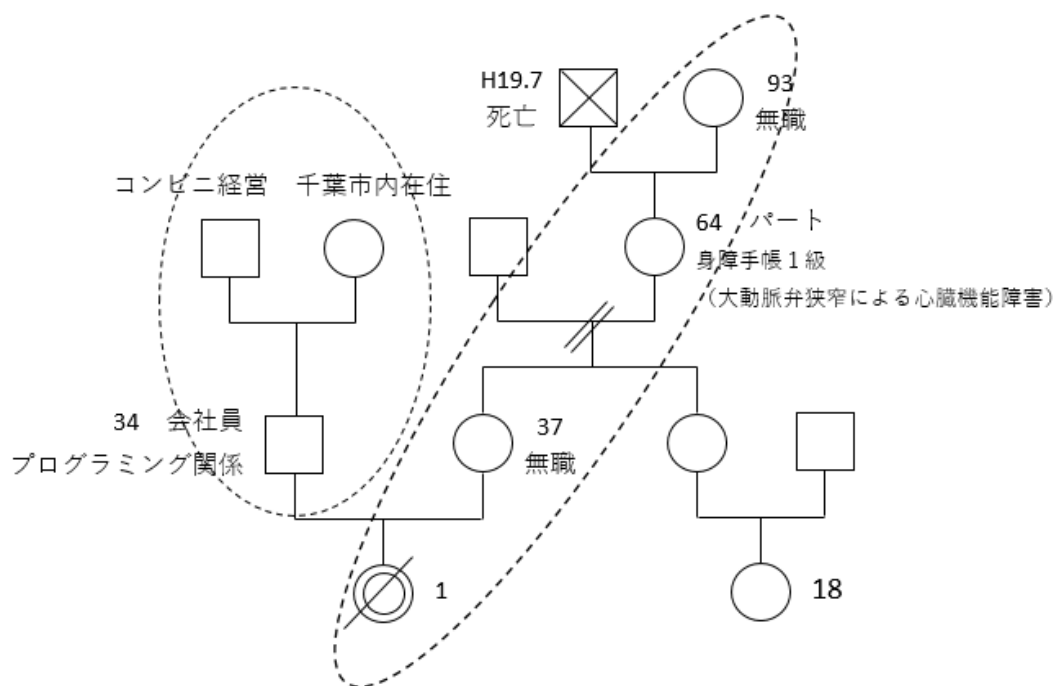 H19.7
死亡
93
無職
コンビニ経営　千葉市内在住
64　パート
身障手帳１級
（大動脈弁狭窄による心臓機能障害）
34　会社員
プログラミング関係
37
無職
1
18